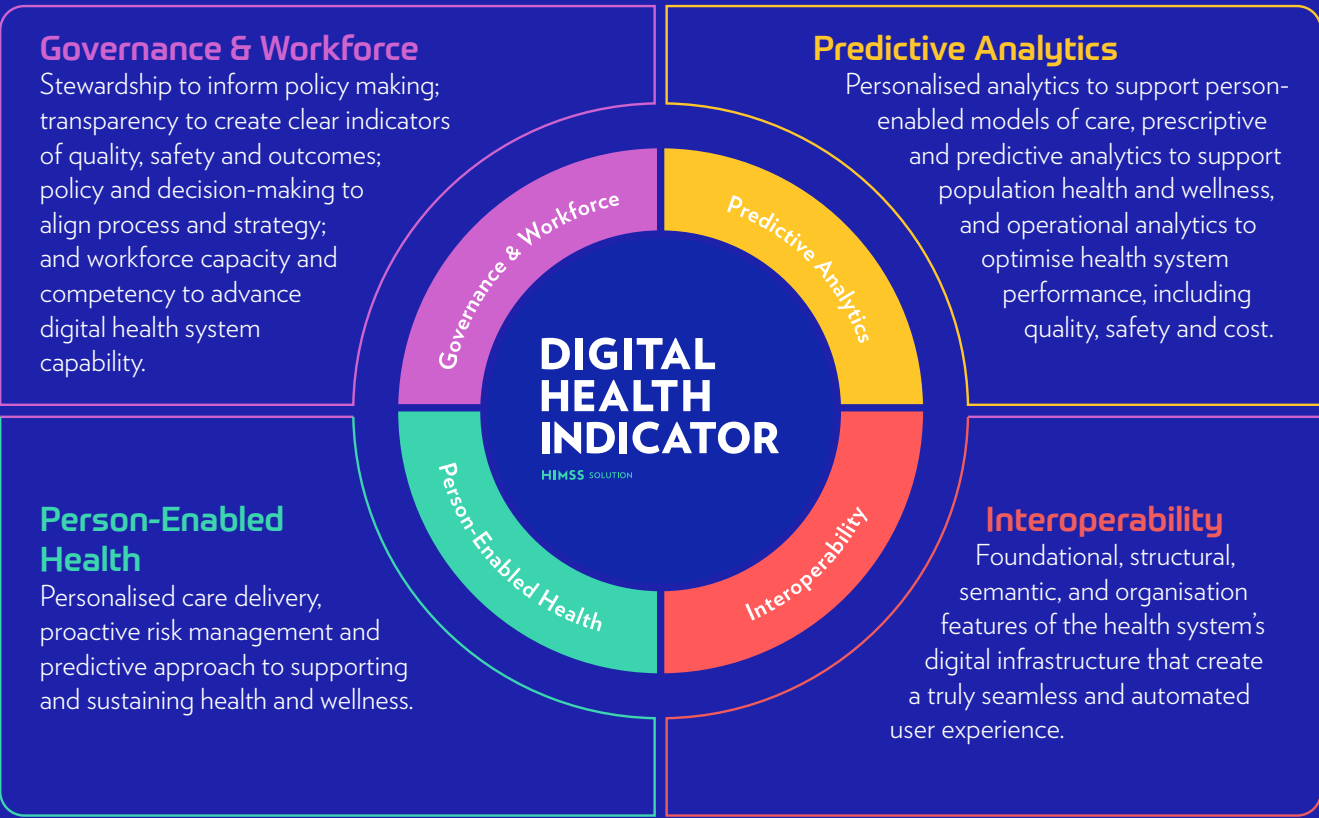 Governance & Workforce
Stewardship to inform policy making;
transparency to create clear indicators
of quality, safety and outcomes;
policy and decision-making to
align process and strategy;
and workforce capacity and
competency to advance
digital health system
capability.
Predictive Analytics
Personalised analytics to support person-
enabled models of care, prescriptive
and predictive analytics to support
population health and wellness,
and operational analytics to
optimise health system
performance, including
quality, safety and cost.
Governance & Workforce
Predictive Analytics
DIGITAL
HEALTH
INDICATOR
HIMSS SOLUTION
Person-Enabled Health
Interoperability
Person-Enabled
Health
Personalised care delivery,
proactive risk management and
predictive approach to supporting
and sustaining health and wellness.
Interoperability
Foundational, structural,
semantic, and organisation
features of the health system's
digital infrastructure that create
a truly seamless and automated
user experience.